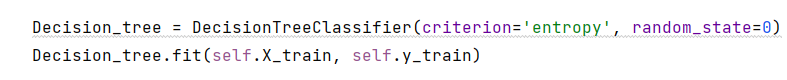 Decision_tree = DecisionTreeClassifier(criterion='entropy', random_state=0)
Decision_tree.fit(self.X_train, self.y_train)